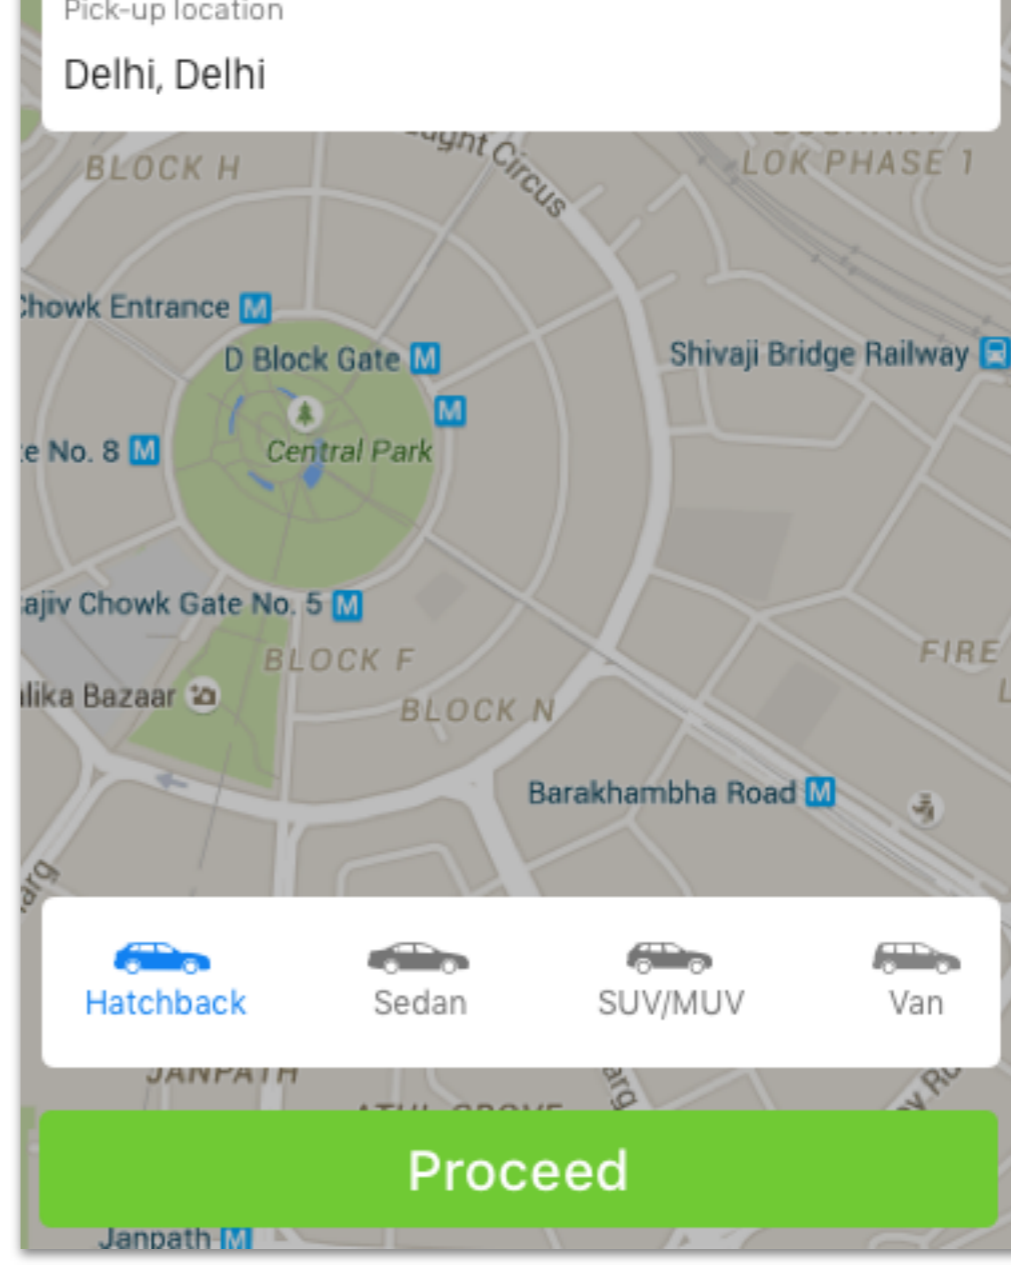 Pick-up location
Delhi, Delhi
Circus
BLOCK H
LOK PHASE 1
Chowk Entrance M
D Block Gate M
Shivaji Bridge Railway
M
No. 8 M
Central Park
Chowk Gate No. 5 M
BLOCK F
FIRE
Bazaar
BLOCK N
Barakhambha Road M
Hatchback
Sedan
SUV/MUV
Van
JANPATH
Proceed
Janpath M